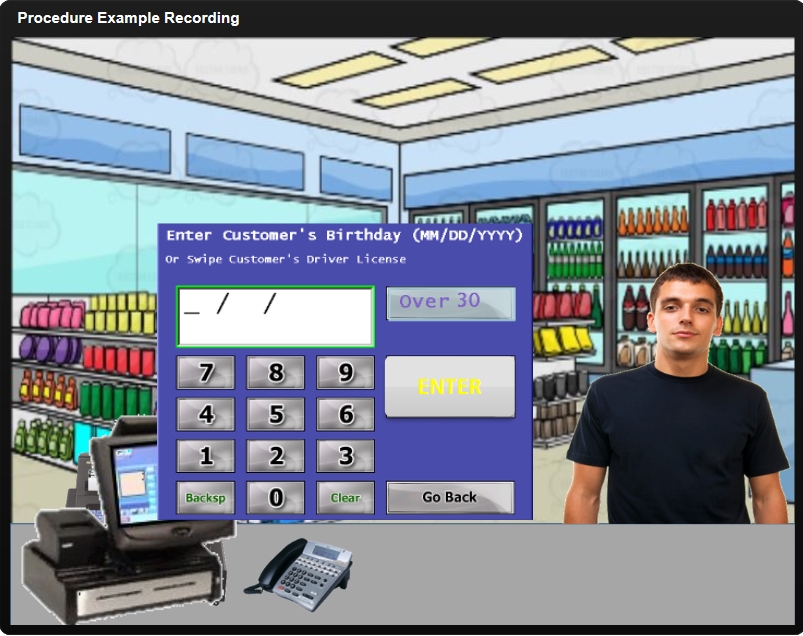 Procedure Example Recording
Enter Customer's Birthday (MM/DD/YYYY)
Or Swipe Customer's Driver License
_ / /
Over 30
7 8 9
ENTER
4 5 6
1 2 3
Backsp 0 Clear Go Back